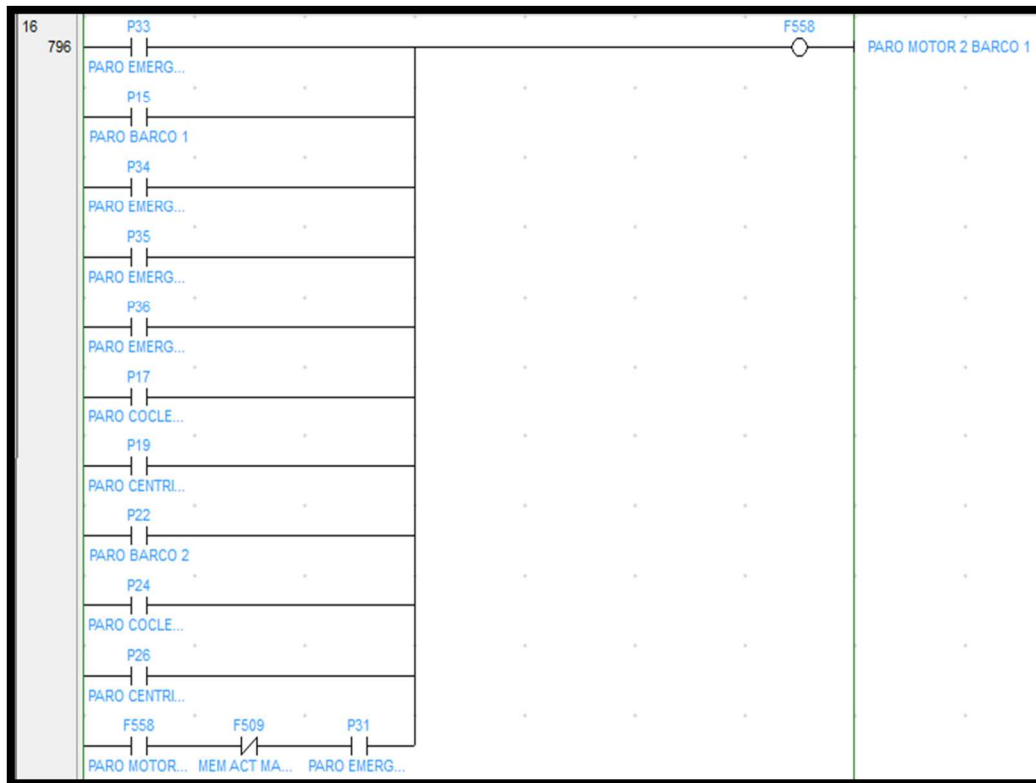 16 P33 F558
796 PARO MOTOR 2 BARCO 1
PARO EMERG...
P15
PARO BARCO 1
P34
PARO EMERG...
P35
PARO EMERG...
P36
PARO EMERG...
P17
PARO COCLE...
P19
PARO CENTRI...
P22
PARO BARCO 2
P24
PARO COCLE...
P26
PARO CENTRI...
F558 F509 P31
PARO MOTOR... MEM ACT MA... PARO EMERG...